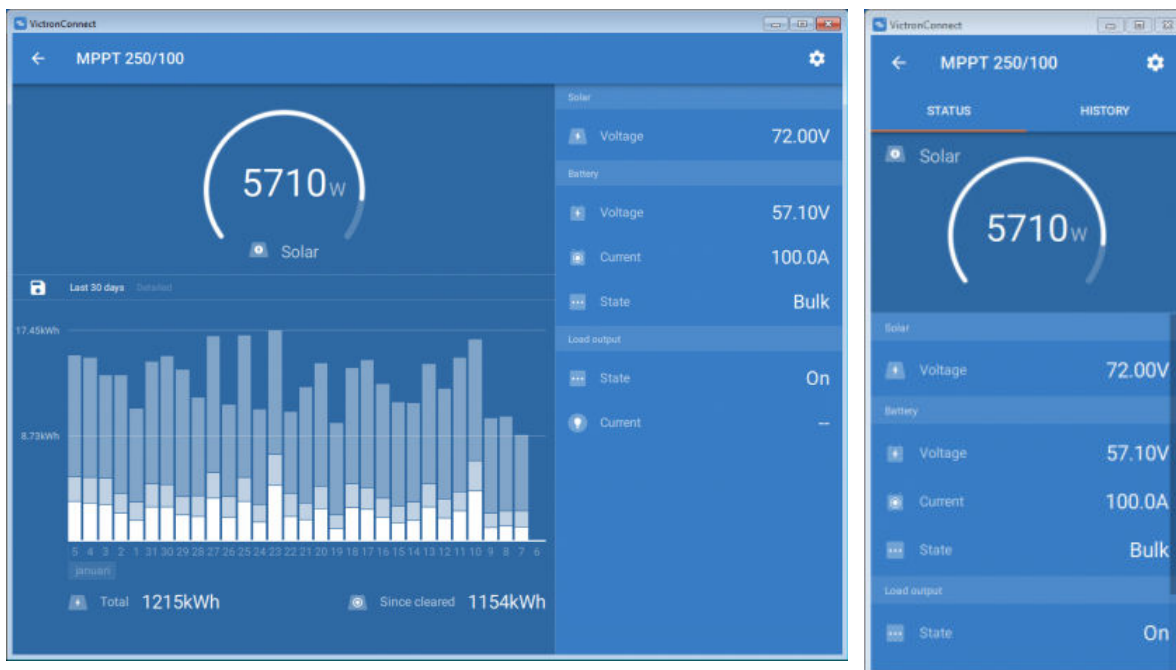 VictronConnect
MPPT 250/100
5710W
Solar
Last 30 days Detailed
17.45kWh
8.73kWh
5 4 3 2 1 31 30 29 28 27 26 25 24 23 22 21 20 19 18 17 16 15 14 13 12 11 10 9 8 7 6
januari
Total 1215kWh Since cleared 1154kWh
Solar
Voltage 72.00V
Battery
Voltage 57.10V
Current 100.0A
State Bulk
Load output
State On
Current --
VictronConnect
MPPT 250/100
STATUS HISTORY
Solar
5710W
Solar
Voltage 72.00V
Battery
Voltage 57.10V
Current 100.0A
State Bulk
Load output
State On